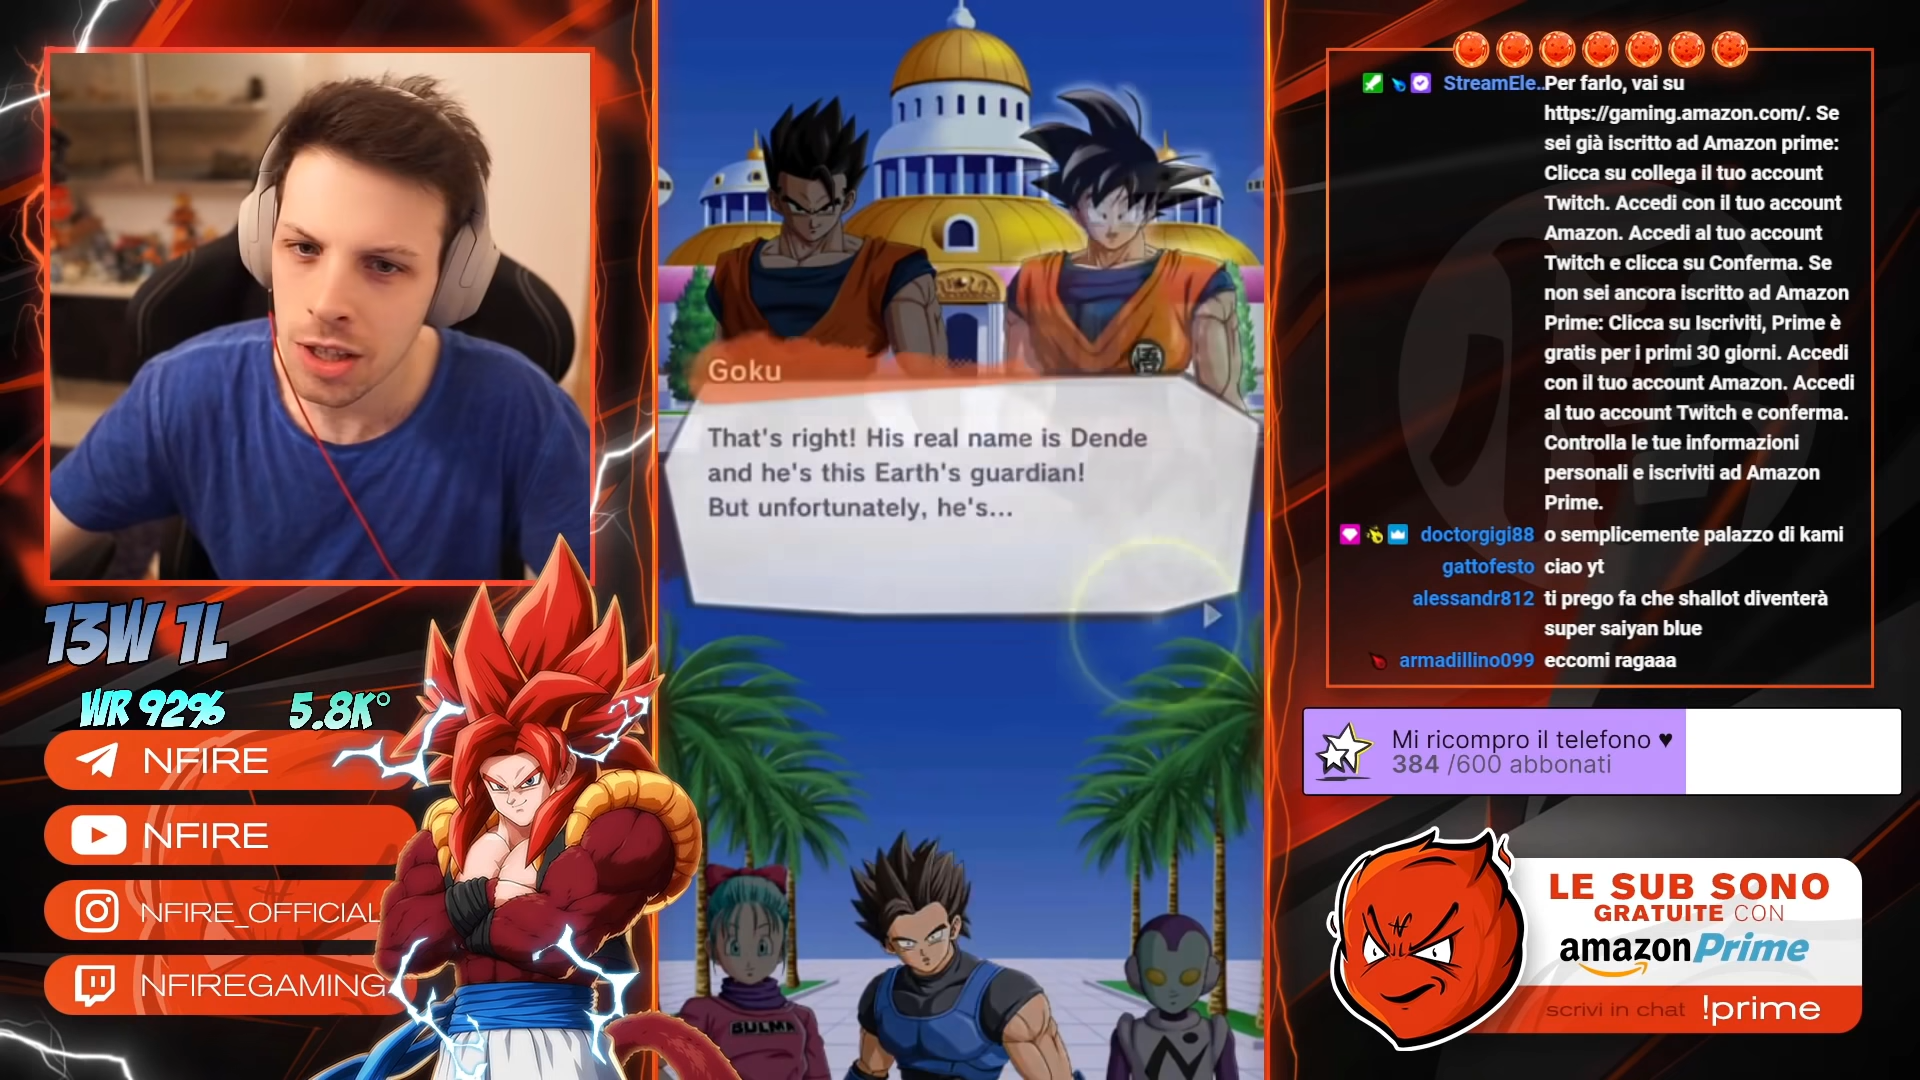 13W 1L
WR 92%
5.8K°
NFIRE
NFIRE
NFIRE_OFFICIAL
NFIREGAMING
Goku
That's right! His real name is Dende
and he's this Earth's guardian!
But unfortunately, he's...
悟
BULMA
StreamEle... Per farlo, vai su
https://gaming.amazon.com/. Se
sei già iscritto ad Amazon prime:
Clicca su collega il tuo account
Twitch. Accedi con il tuo account
Amazon. Accedi al tuo account
Twitch e clicca su Conferma. Se
non sei ancora iscritto ad Amazon
Prime: Clicca su Iscriviti, Prime è
gratis per i primi 30 giorni. Accedi
con il tuo account Amazon. Accedi
al tuo account Twitch e conferma.
Controlla le tue informazioni
personali e iscriviti ad Amazon
Prime.
doctorgigi88 o semplicemente palazzo di kami
gattofesto ciao yt
alessandr812 ti prego fa che shallot diventerà
super saiyan blue
armadillino099 eccomi ragaaa
Mi ricompro il telefono ♥
384 /600 abbonati
LE SUB SONO
GRATUITE CON
amazonPrime
scrivi in chat !prime